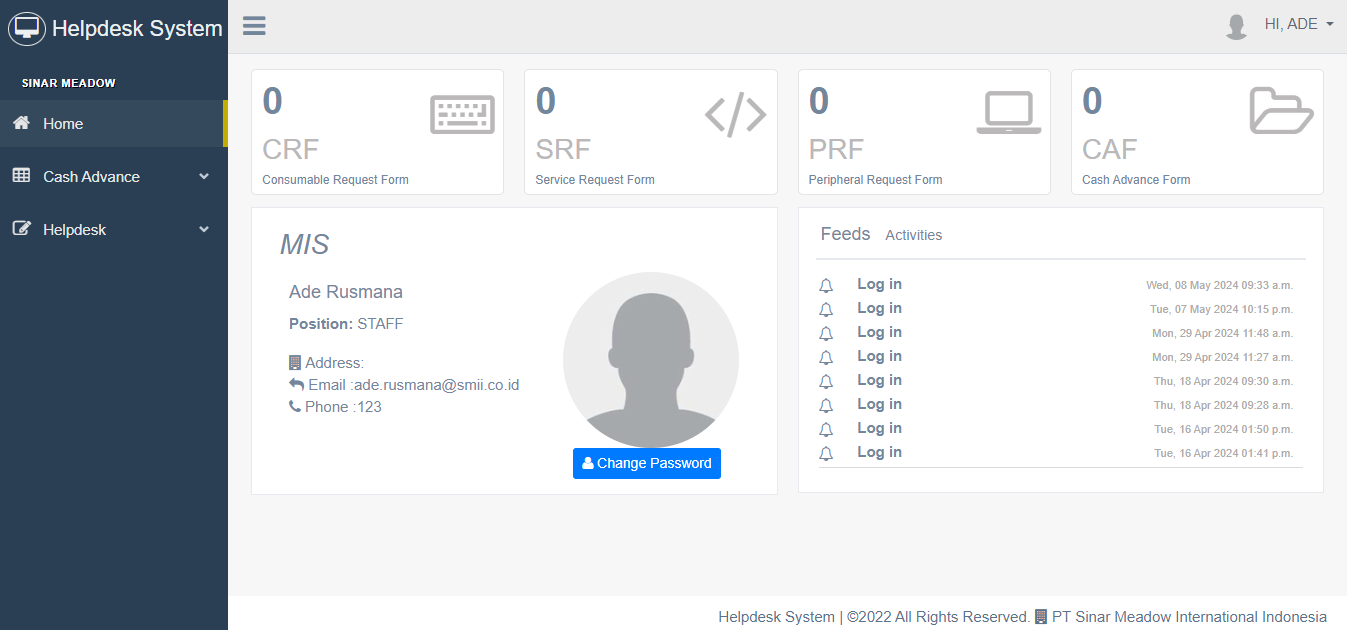 Helpdesk System
HI, ADE
SINAR MEADOW
Home
Cash Advance
Helpdesk
0
CRF
Consumable Request Form
0
SRF
Service Request Form
0
PRF
Peripheral Request Form
0
CAF
Cash Advance Form
MIS
Ade Rusmana
Position: STAFF
Address:
Email :ade.rusmana@smii.co.id
Phone :123
Change Password
Feeds Activities
Log in Wed, 08 May 2024 09:33 a.m.
Log in Tue, 07 May 2024 10:15 p.m.
Log in Mon, 29 Apr 2024 11:48 a.m.
Log in Mon, 29 Apr 2024 11:27 a.m.
Log in Thu, 18 Apr 2024 09:30 a.m.
Log in Thu, 18 Apr 2024 09:28 a.m.
Log in Tue, 16 Apr 2024 01:50 p.m.
Log in Tue, 16 Apr 2024 01:41 p.m.
Helpdesk System | ©2022 All Rights Reserved. PT Sinar Meadow International Indonesia